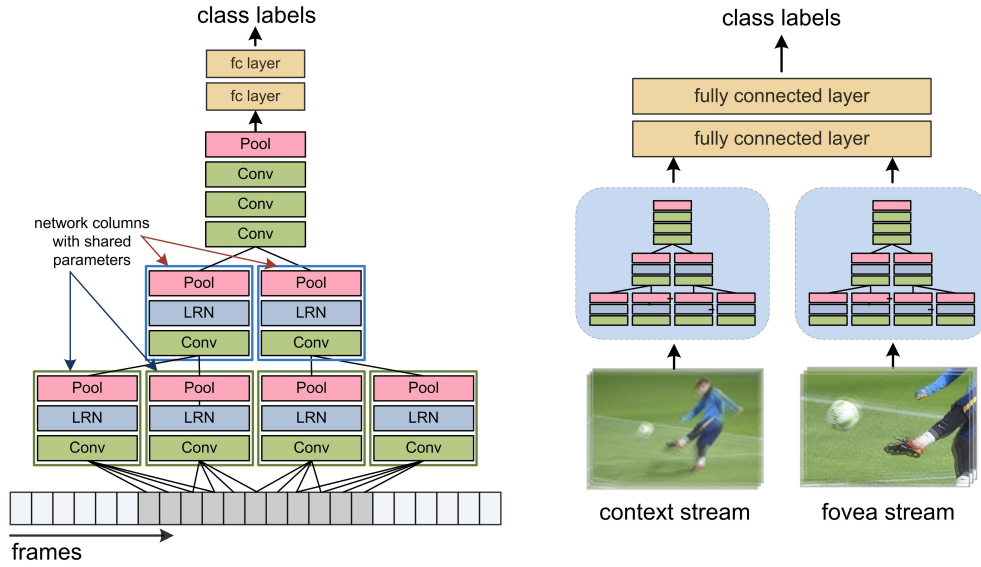 class labels
fc layer
fc layer
Pool
Conv
Conv
Conv
network columns
with shared
parameters
Pool
Pool
LRN
LRN
Conv
Conv
Pool
Pool
Pool
Pool
LRN
LRN
LRN
LRN
Conv
Conv
Conv
Conv
frames
class labels
fully connected layer
fully connected layer
context stream
fovea stream